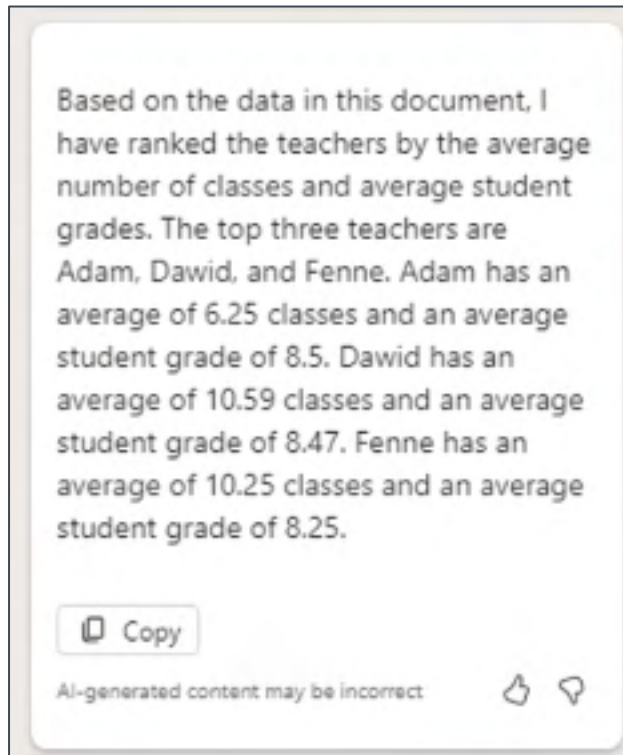 Based on the data in this document, I
have ranked the teachers by the average
number of classes and average student
grades. The top three teachers are
Adam, Dawid, and Fenne. Adam has an
average of 6.25 classes and an average
student grade of 8.5. Dawid has an
average of 10.59 classes and an average
student grade of 8.47. Fenne has an
average of 10.25 classes and an average
student grade of 8.25.
Copy
AI-generated content may be incorrect